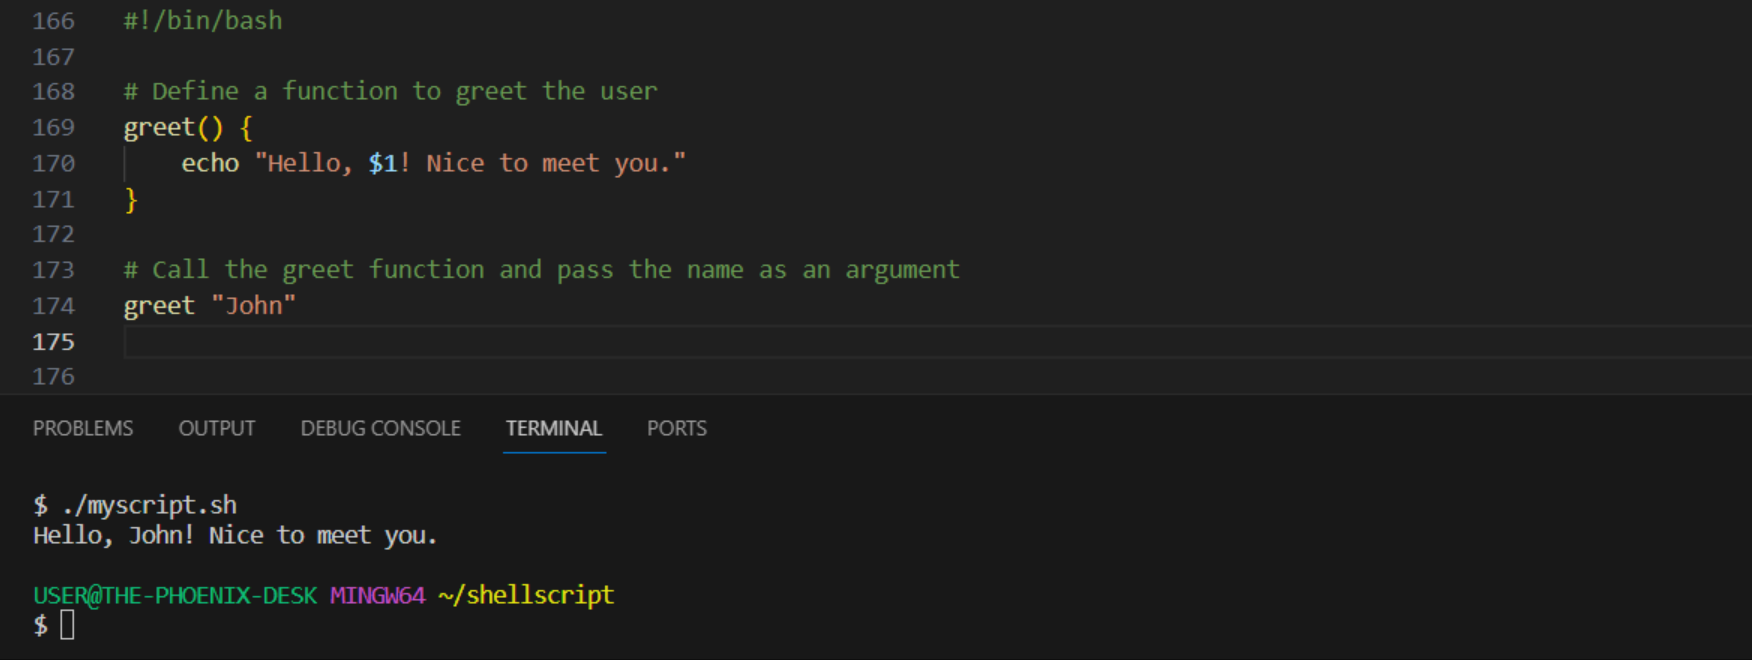 166 #!/bin/bash
167
168 # Define a function to greet the user
169 greet() {
170     echo "Hello, $1! Nice to meet you."
171 }
172
173 # Call the greet function and pass the name as an argument
174 greet "John"
175
176
PROBLEMS OUTPUT DEBUG CONSOLE TERMINAL PORTS
$ ./myscript.sh
Hello, John! Nice to meet you.
USER@THE-PHOENIX-DESK MINGW64 ~/shellscript
$